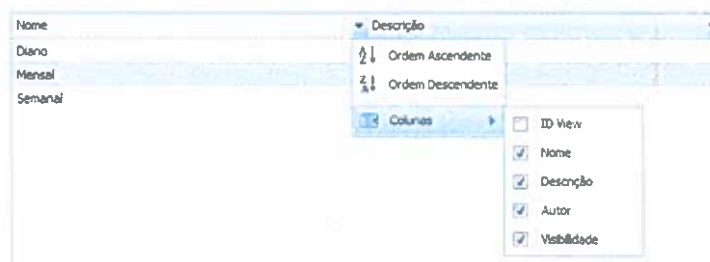 Nome Descrição
Diario
Ordem Ascendente
Mensal
Ordem Descendente
Semanal
Colunas
ID View
Nome
Descrição
Autor
Visibilidade